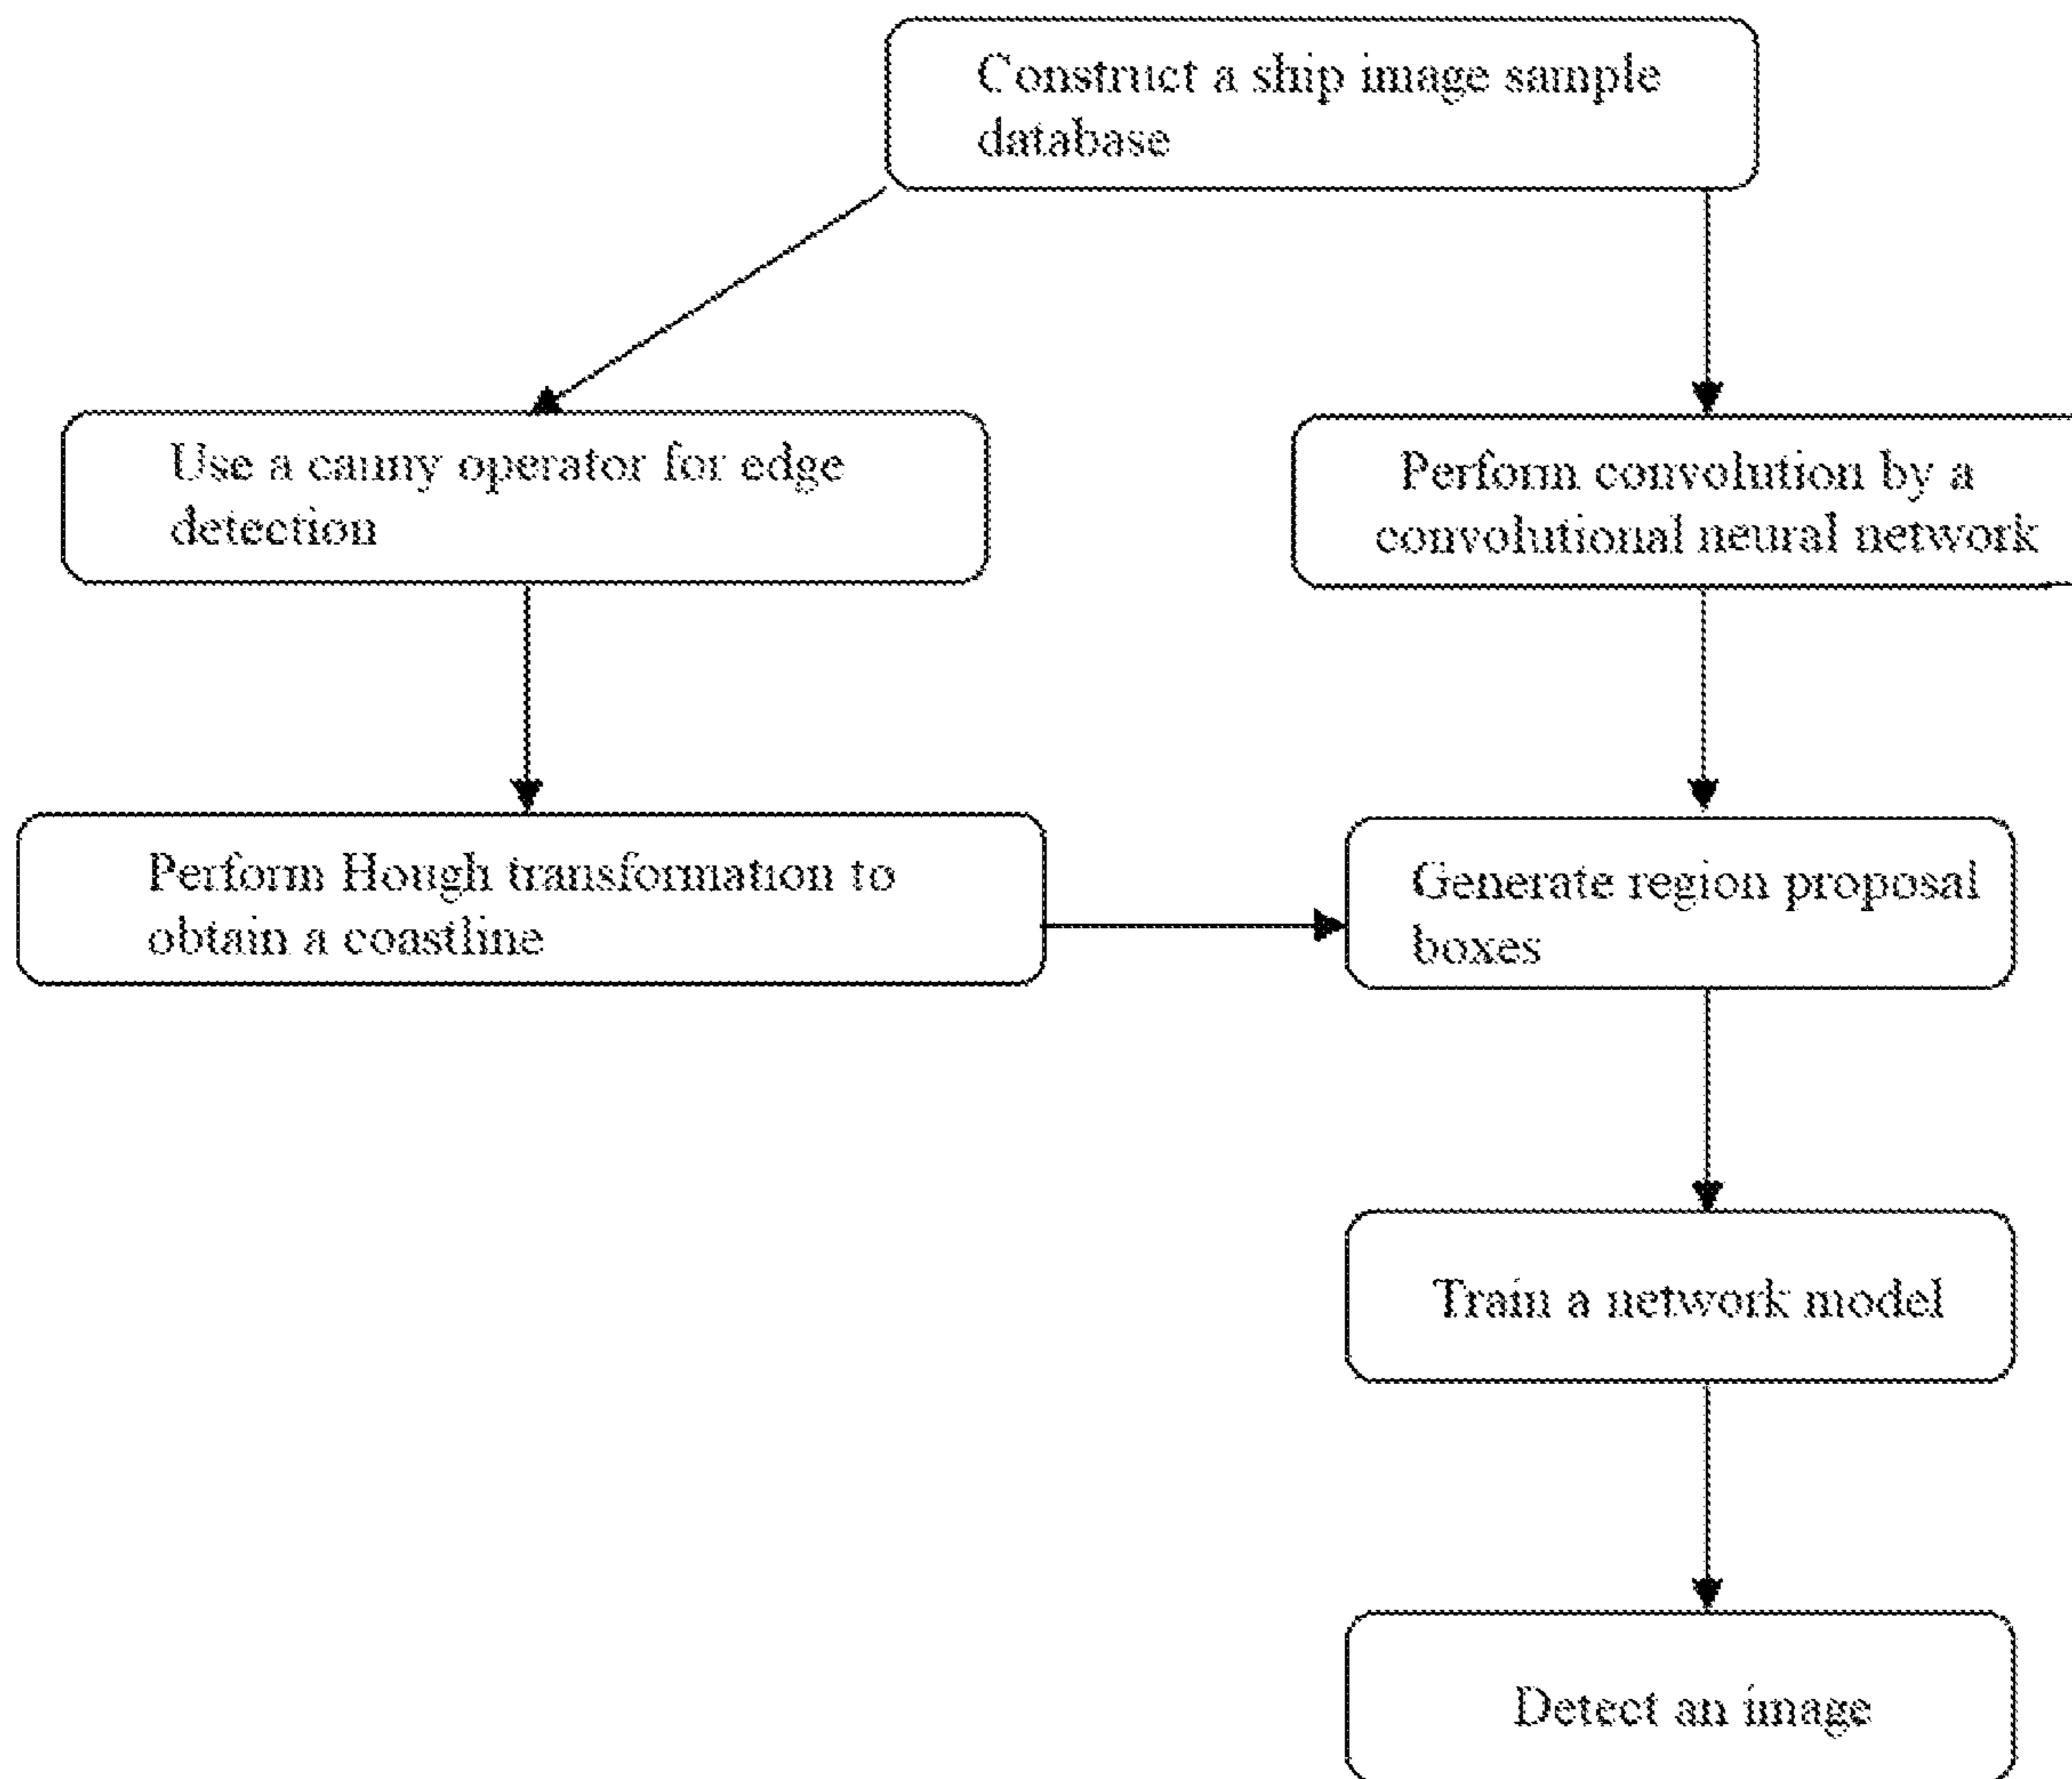 Construct a ship image sample
database
Use a canny operator for edge
detection
Perform convolution by a
convolutional neural network
Perform Hough transformation to
obtain a coastline
Generate region proposal
boxes
Train a network model
Detect an image